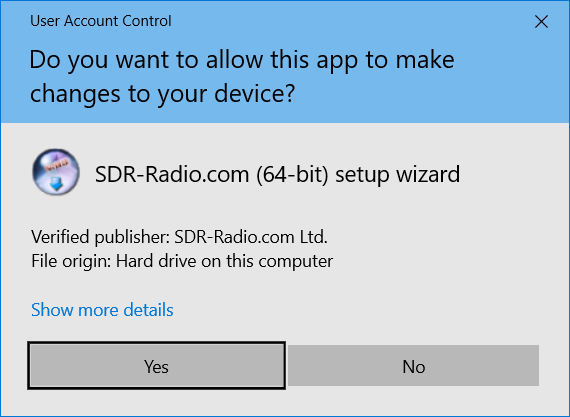 User Account Control
Do you want to allow this app to make
changes to your device?
SDR-Radio.com (64-bit) setup wizard
Verified publisher: SDR-Radio.com Ltd.
File origin: Hard drive on this computer
Show more details
Yes
No